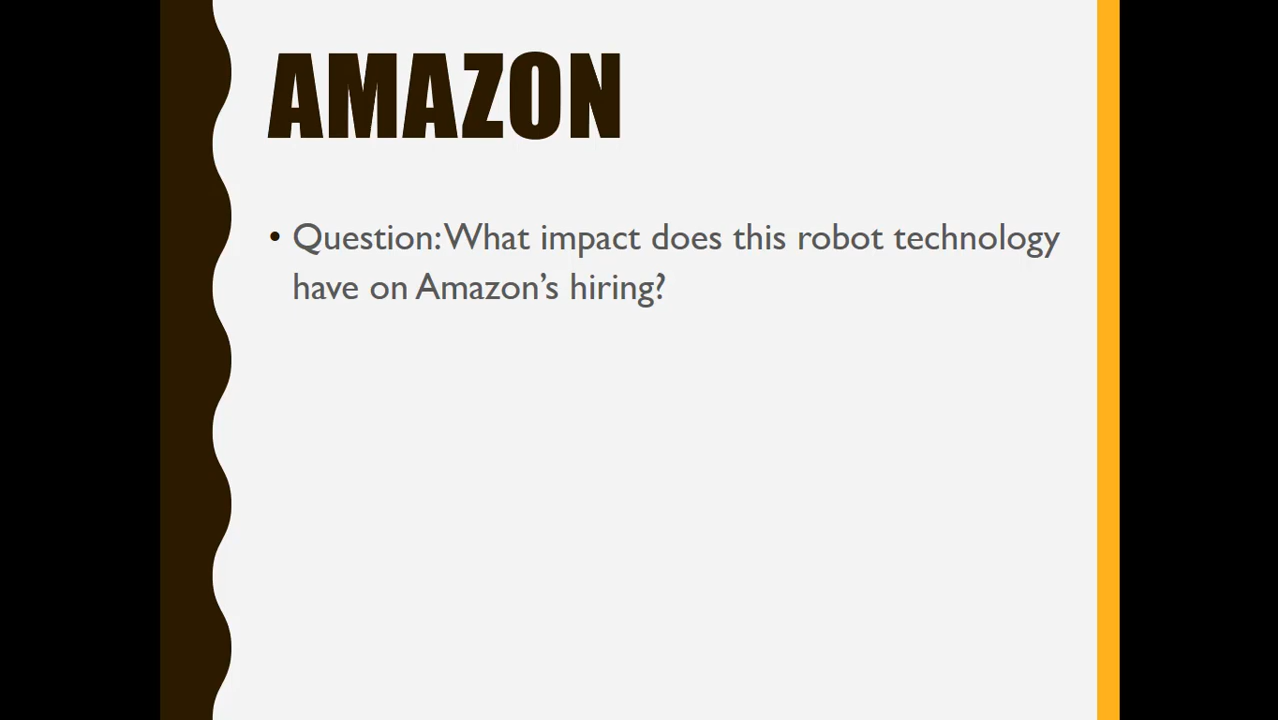 AMAZON
• Question: What impact does this robot technology
have on Amazon’s hiring?